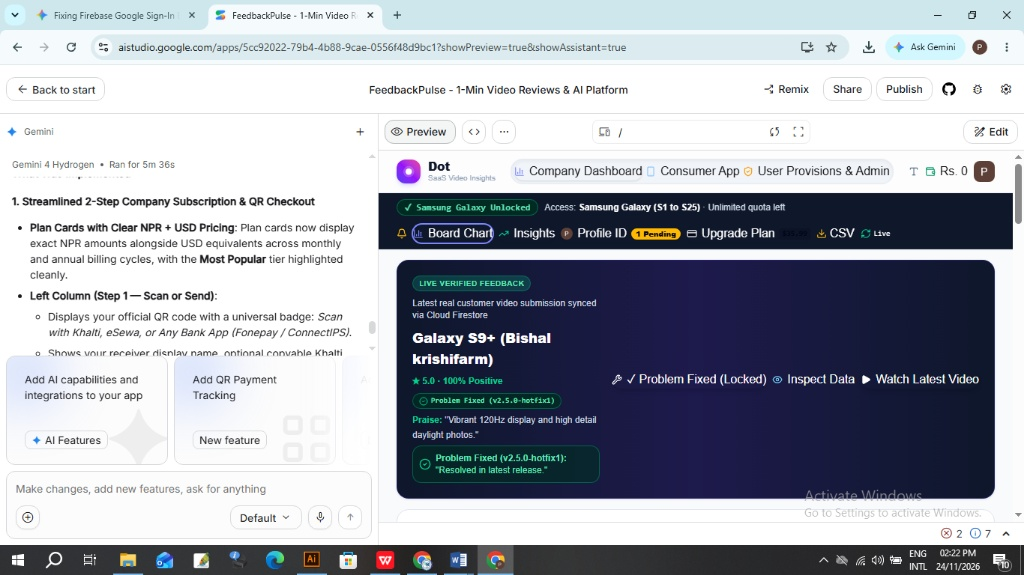 Fixing Firebase Google Sign-In
FeedbackPulse - 1-Min Video R
aistudio.google.com/apps/5cc92022-79b4-4b88-9cae-0556f48d9bc1?showPreview=true&showAssistant=true
Ask Gemini
P
Back to start
FeedbackPulse - 1-Min Video Reviews & AI Platform
Remix
Share
Publish
Gemini
Preview
/
Edit
Gemini 4 Hydrogen • Ran for 5m 36s
1. Streamlined 2-Step Company Subscription & QR Checkout
• Plan Cards with Clear NPR + USD Pricing: Plan cards now display
exact NPR amounts alongside USD equivalents across monthly
and annual billing cycles, with the Most Popular tier highlighted
cleanly.
• Left Column (Step 1 — Scan or Send):
Displays your official QR code with a universal badge: Scan
with Khalti, eSewa, or Any Bank App (Fonepay / ConnectIPS).
Shows your receiver display name, optional copyable Khalti
Add AI capabilities and
integrations to your app
AI Features
Add QR Payment
Tracking
New feature
Make changes, add new features, ask for anything
Default
Dot
SaaS Video Insights
Company Dashboard
Consumer App
User Provisions & Admin
Rs. 0
P
✓ Samsung Galaxy Unlocked
Access: Samsung Galaxy (S1 to S25) · Unlimited quota left
Board Chart
Insights
P
Profile ID
1 Pending
Upgrade Plan
CSV
Live
LIVE VERIFIED FEEDBACK
Latest real customer video submission synced
via Cloud Firestore
Galaxy S9+ (Bishal
krishifarm)
★ 5.0 · 100% Positive
Problem Fixed (v2.5.0-hotfix1)
Praise: "Vibrant 120Hz display and high detail
daylight photos."
Problem Fixed (v2.5.0-hotfix1):
"Resolved in latest release."
✓ Problem Fixed (Locked)
Inspect Data
Watch Latest Video
Activate Windows
Go to Settings to activate Windows.
2
7
Ai
W
ENG
INTL
02:22 PM
24/11/2026
10